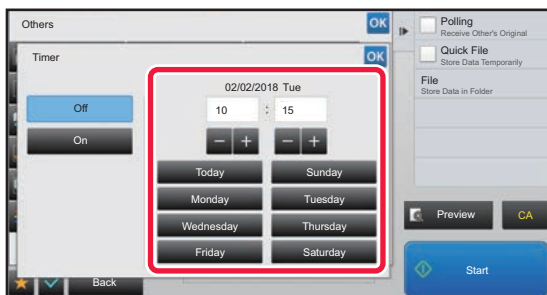 Others
OK
Timer
OK
Off
On
02/02/2018 Tue
10 : 15
− + − +
Today Sunday
Monday Tuesday
Wednesday Thursday
Friday Saturday
Back
Polling
Receive Other's Original
Quick File
Store Data Temporarily
File
Store Data in Folder
Preview CA
Start